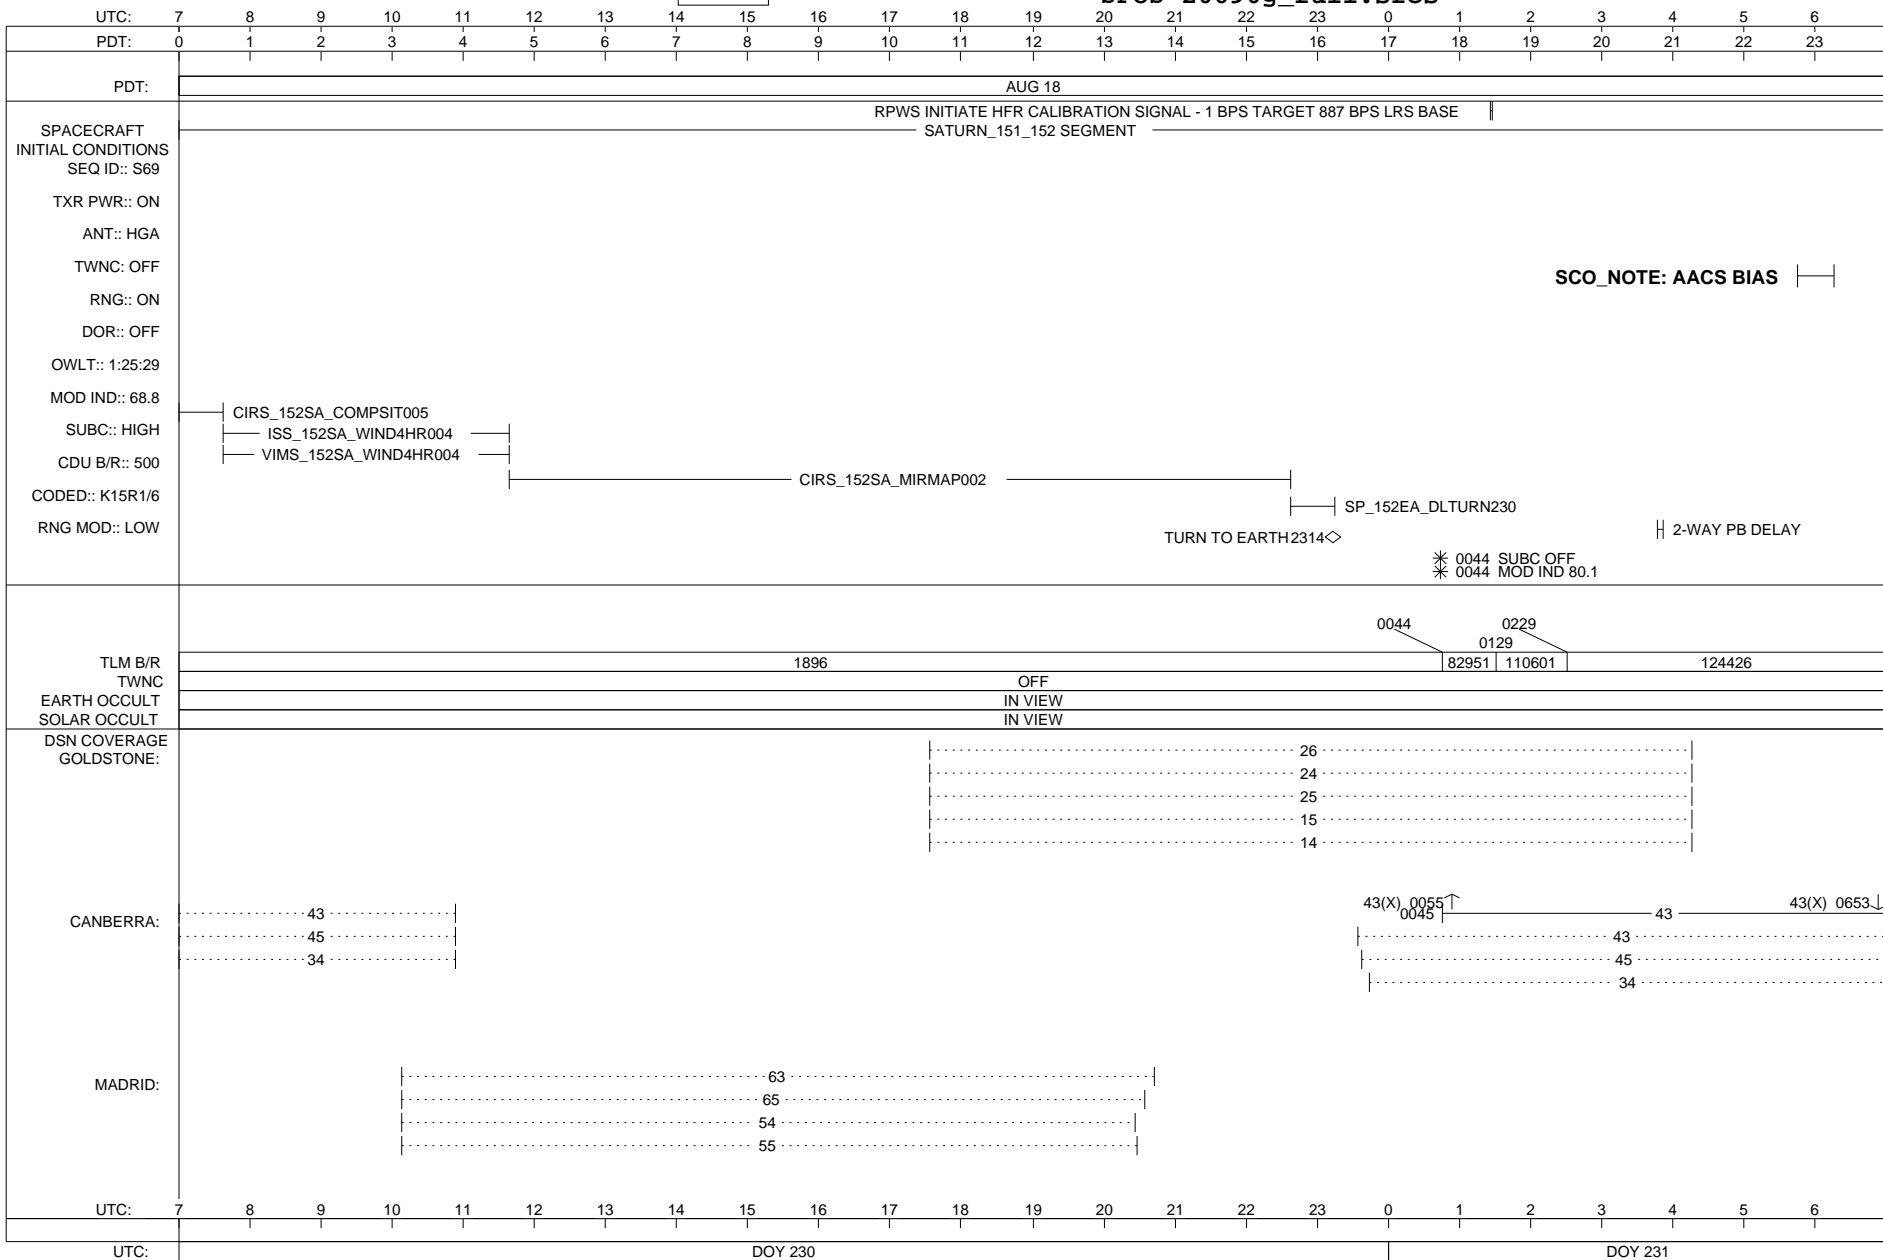 UTC: 7 8 9 10 11 12 13 14 15 16 17 18 19 20 21 22 23 0 1 2 3 4 5 6
PDT: 0 1 2 3 4 5 6 7 8 9 10 11 12 13 14 15 16 17 18 19 20 21 22 23
PDT: AUG 18
RPWS INITIATE HFR CALIBRATION SIGNAL - 1 BPS TARGET 887 BPS LRS BASE
SPACECRAFT
SATURN_151_152 SEGMENT
INITIAL CONDITIONS
SEQ ID:: S69
TXR PWR:: ON
ANT:: HGA
TWNC: OFF
SCO_NOTE: AACS BIAS
RNG:: ON
DOR:: OFF
OWLT:: 1:25:29
MOD IND:: 68.8
CIRS_152SA_COMPSIT005
SUBC:: HIGH
ISS_152SA_WIND4HR004
VIMS_152SA_WIND4HR004
CDU B/R:: 500
CIRS_152SA_MIRMAP002
CODED:: K15R1/6
SP_152EA_DLTURN230
RNG MOD:: LOW
2-WAY PB DELAY
TURN TO EARTH 2314
0044 SUBC OFF
0044 MOD IND 80.1
0044 0229
0129
TLM B/R 1896 82951 110601 124426
TWNC OFF
EARTH OCCULT IN VIEW
SOLAR OCCULT IN VIEW
DSN COVERAGE
GOLDSTONE:
26
24
25
15
14
43(X) 0055 43(X) 0653
CANBERRA: 43 0045 43
45 43
34 45
34
MADRID:
63
65
54
55
UTC: 7 8 9 10 11 12 13 14 15 16 17 18 19 20 21 22 23 0 1 2 3 4 5 6
UTC: DOY 230 DOY 231